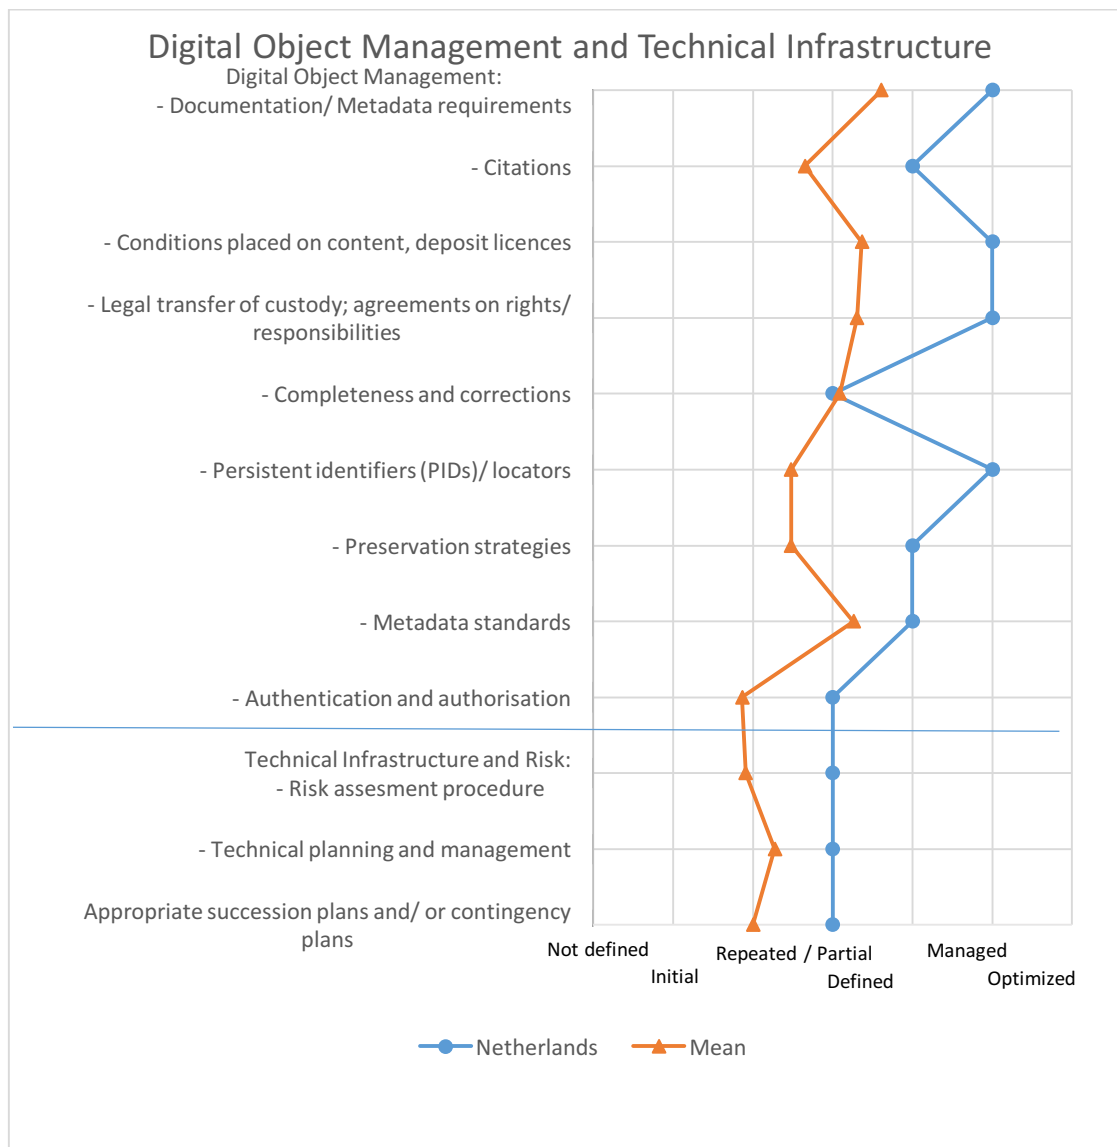 Digital Object Management and Technical Infrastructure
Digital Object Management:
- Documentation/ Metadata requirements
- Citations
- Conditions placed on content, deposit licences
- Legal transfer of custody; agreements on rights/
responsibilities
- Completeness and corrections
- Persistent identifiers (PIDs)/ locators
- Preservation strategies
- Metadata standards
- Authentication and authorisation
Technical Infrastructure and Risk:
- Risk assesment procedure
- Technical planning and management
Appropriate succession plans and/ or contingency
plans
Not defined
Initial
Repeated / Partial
Defined
Managed
Optimized
Netherlands
Mean